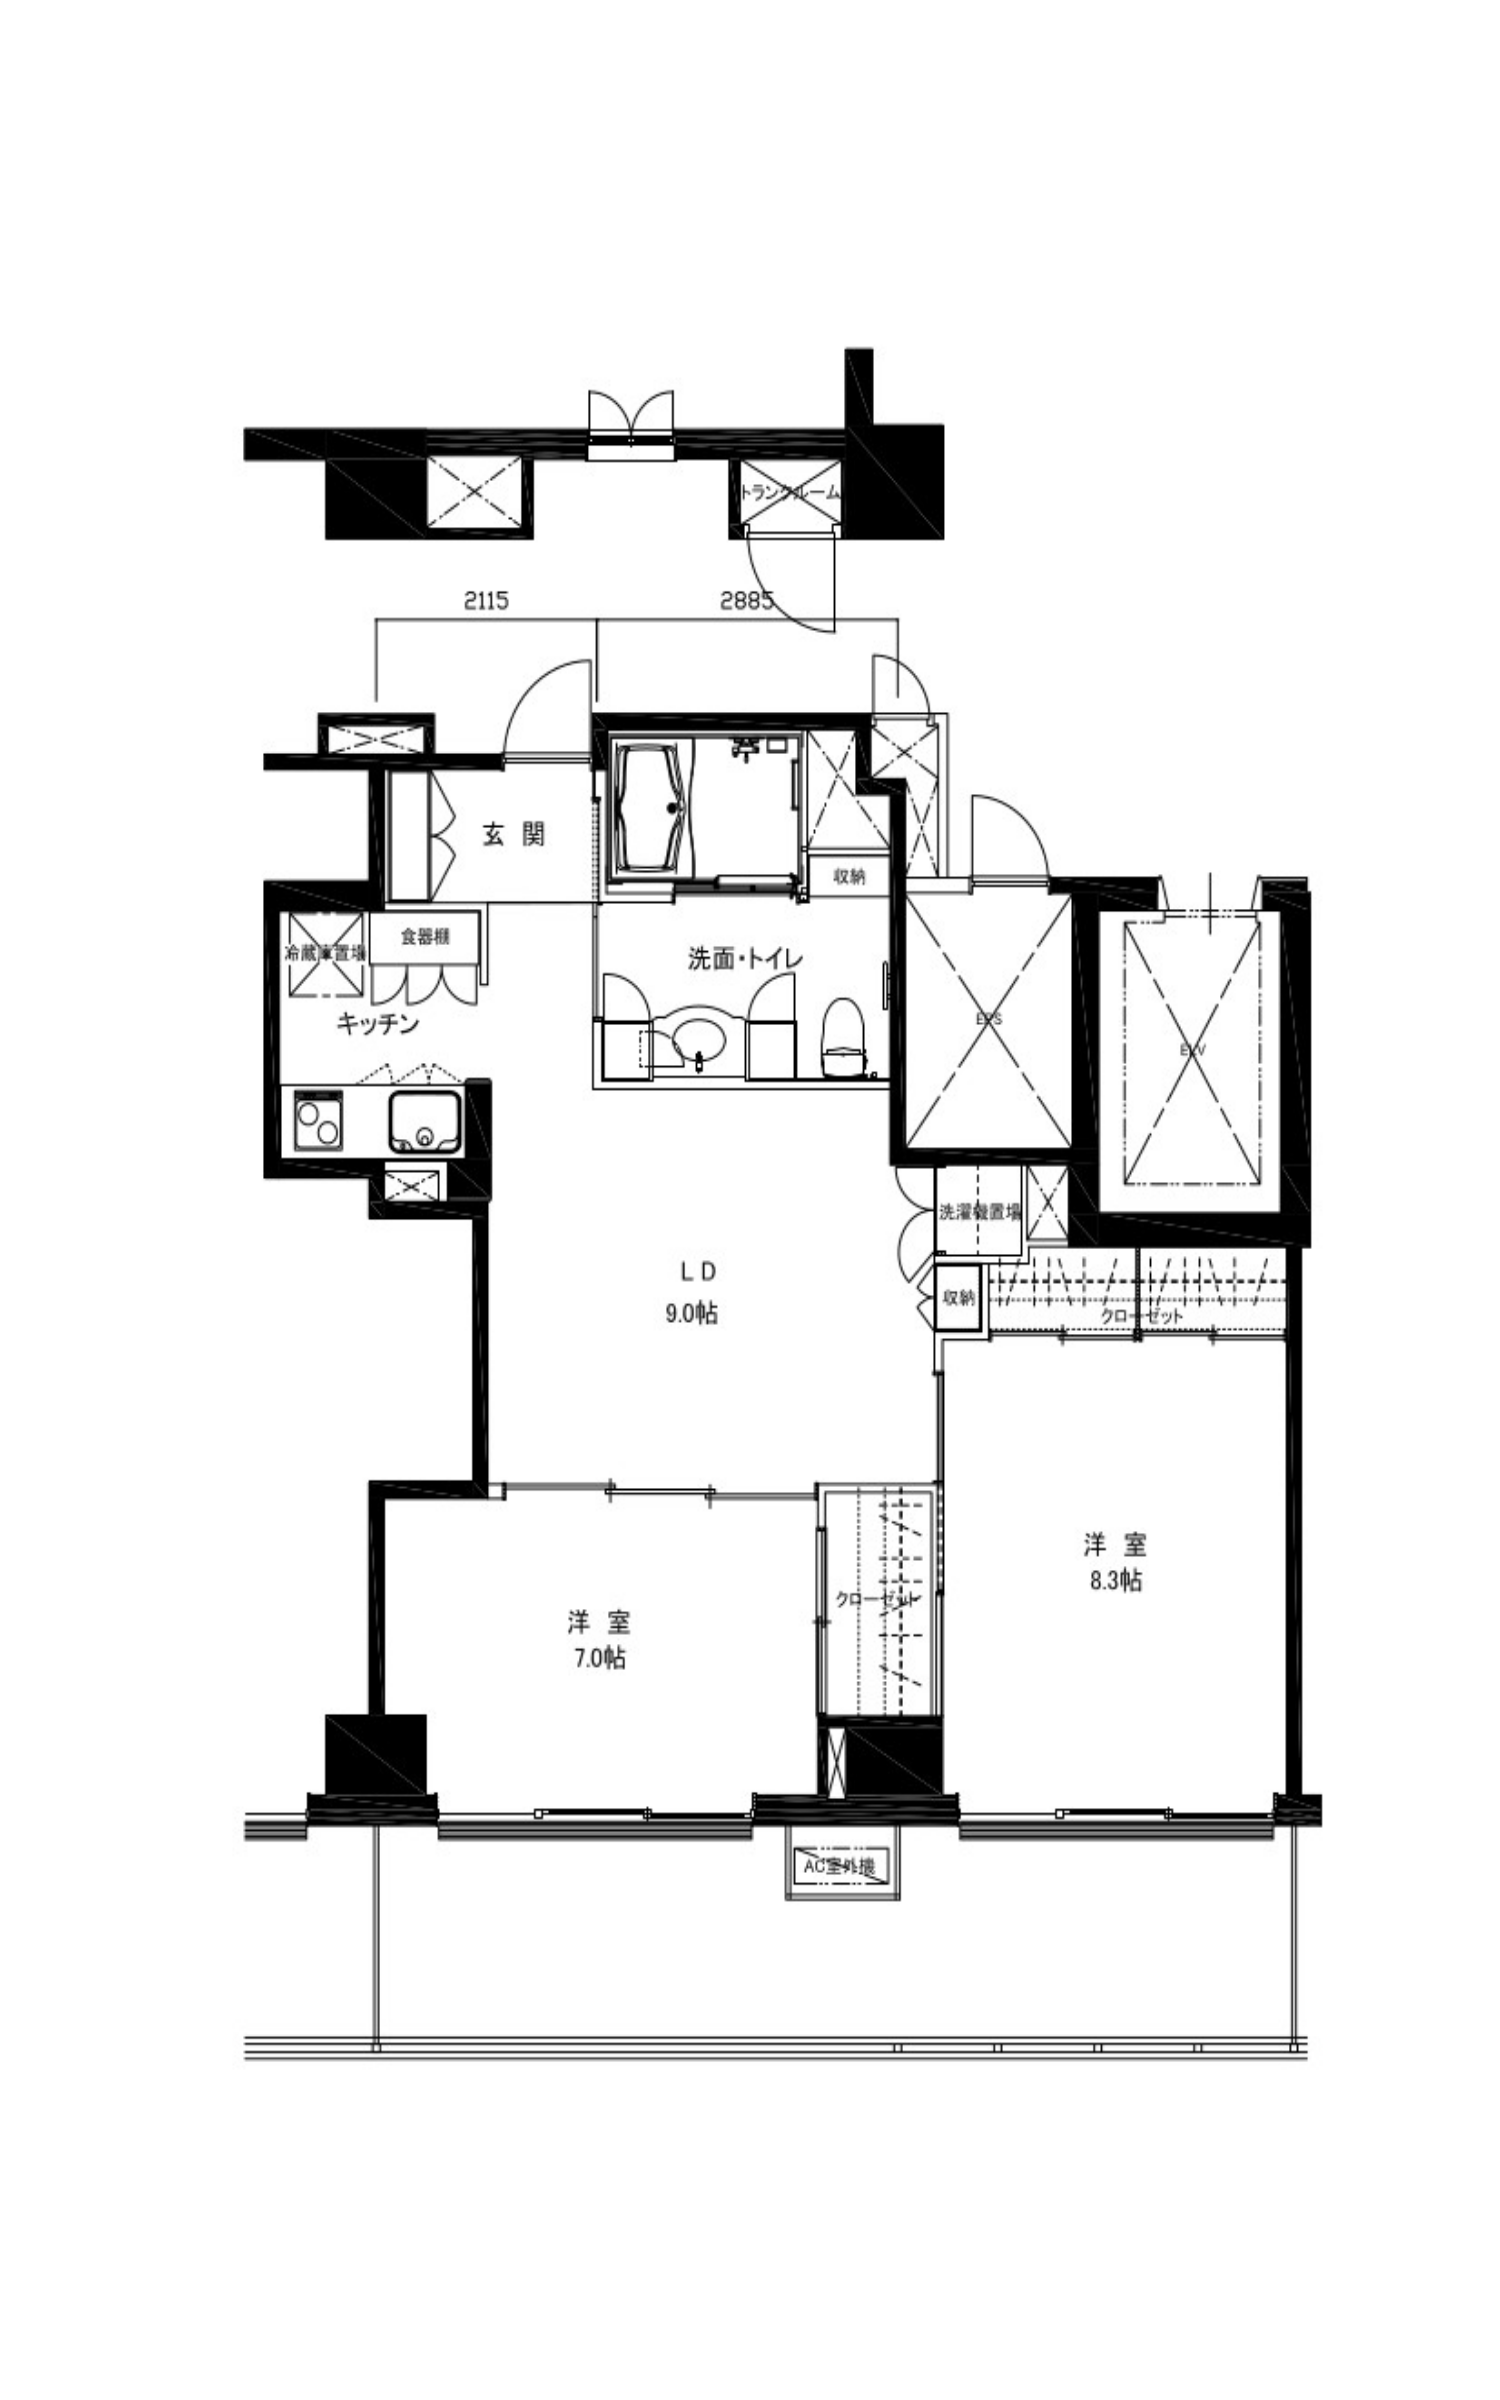 トランクルーム
2115
2885
玄 関
収納
食器棚
冷蔵庫置場
洗面・トイレ
キッチン
EPS
EV
洗濯機置場
LD
9.0帖
収納
クローゼット
洋 室
8.3帖
クローゼット
洋 室
7.0帖
AC室外機